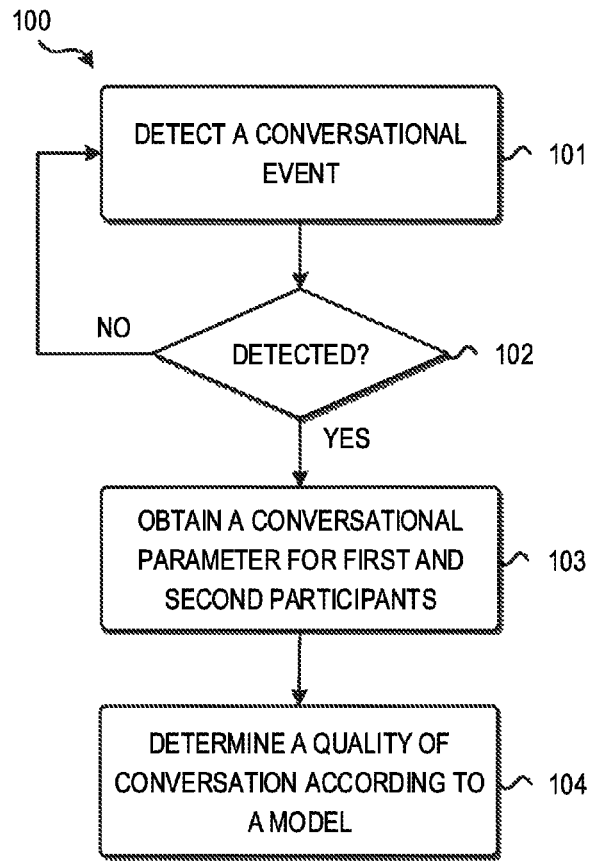 100
DETECT A CONVERSATIONAL
EVENT
101
NO
DETECTED?
102
YES
OBTAIN A CONVERSATIONAL
PARAMETER FOR FIRST AND
SECOND PARTICIPANTS
103
DETERMINE A QUALITY OF
CONVERSATION ACCORDING TO
A MODEL
104